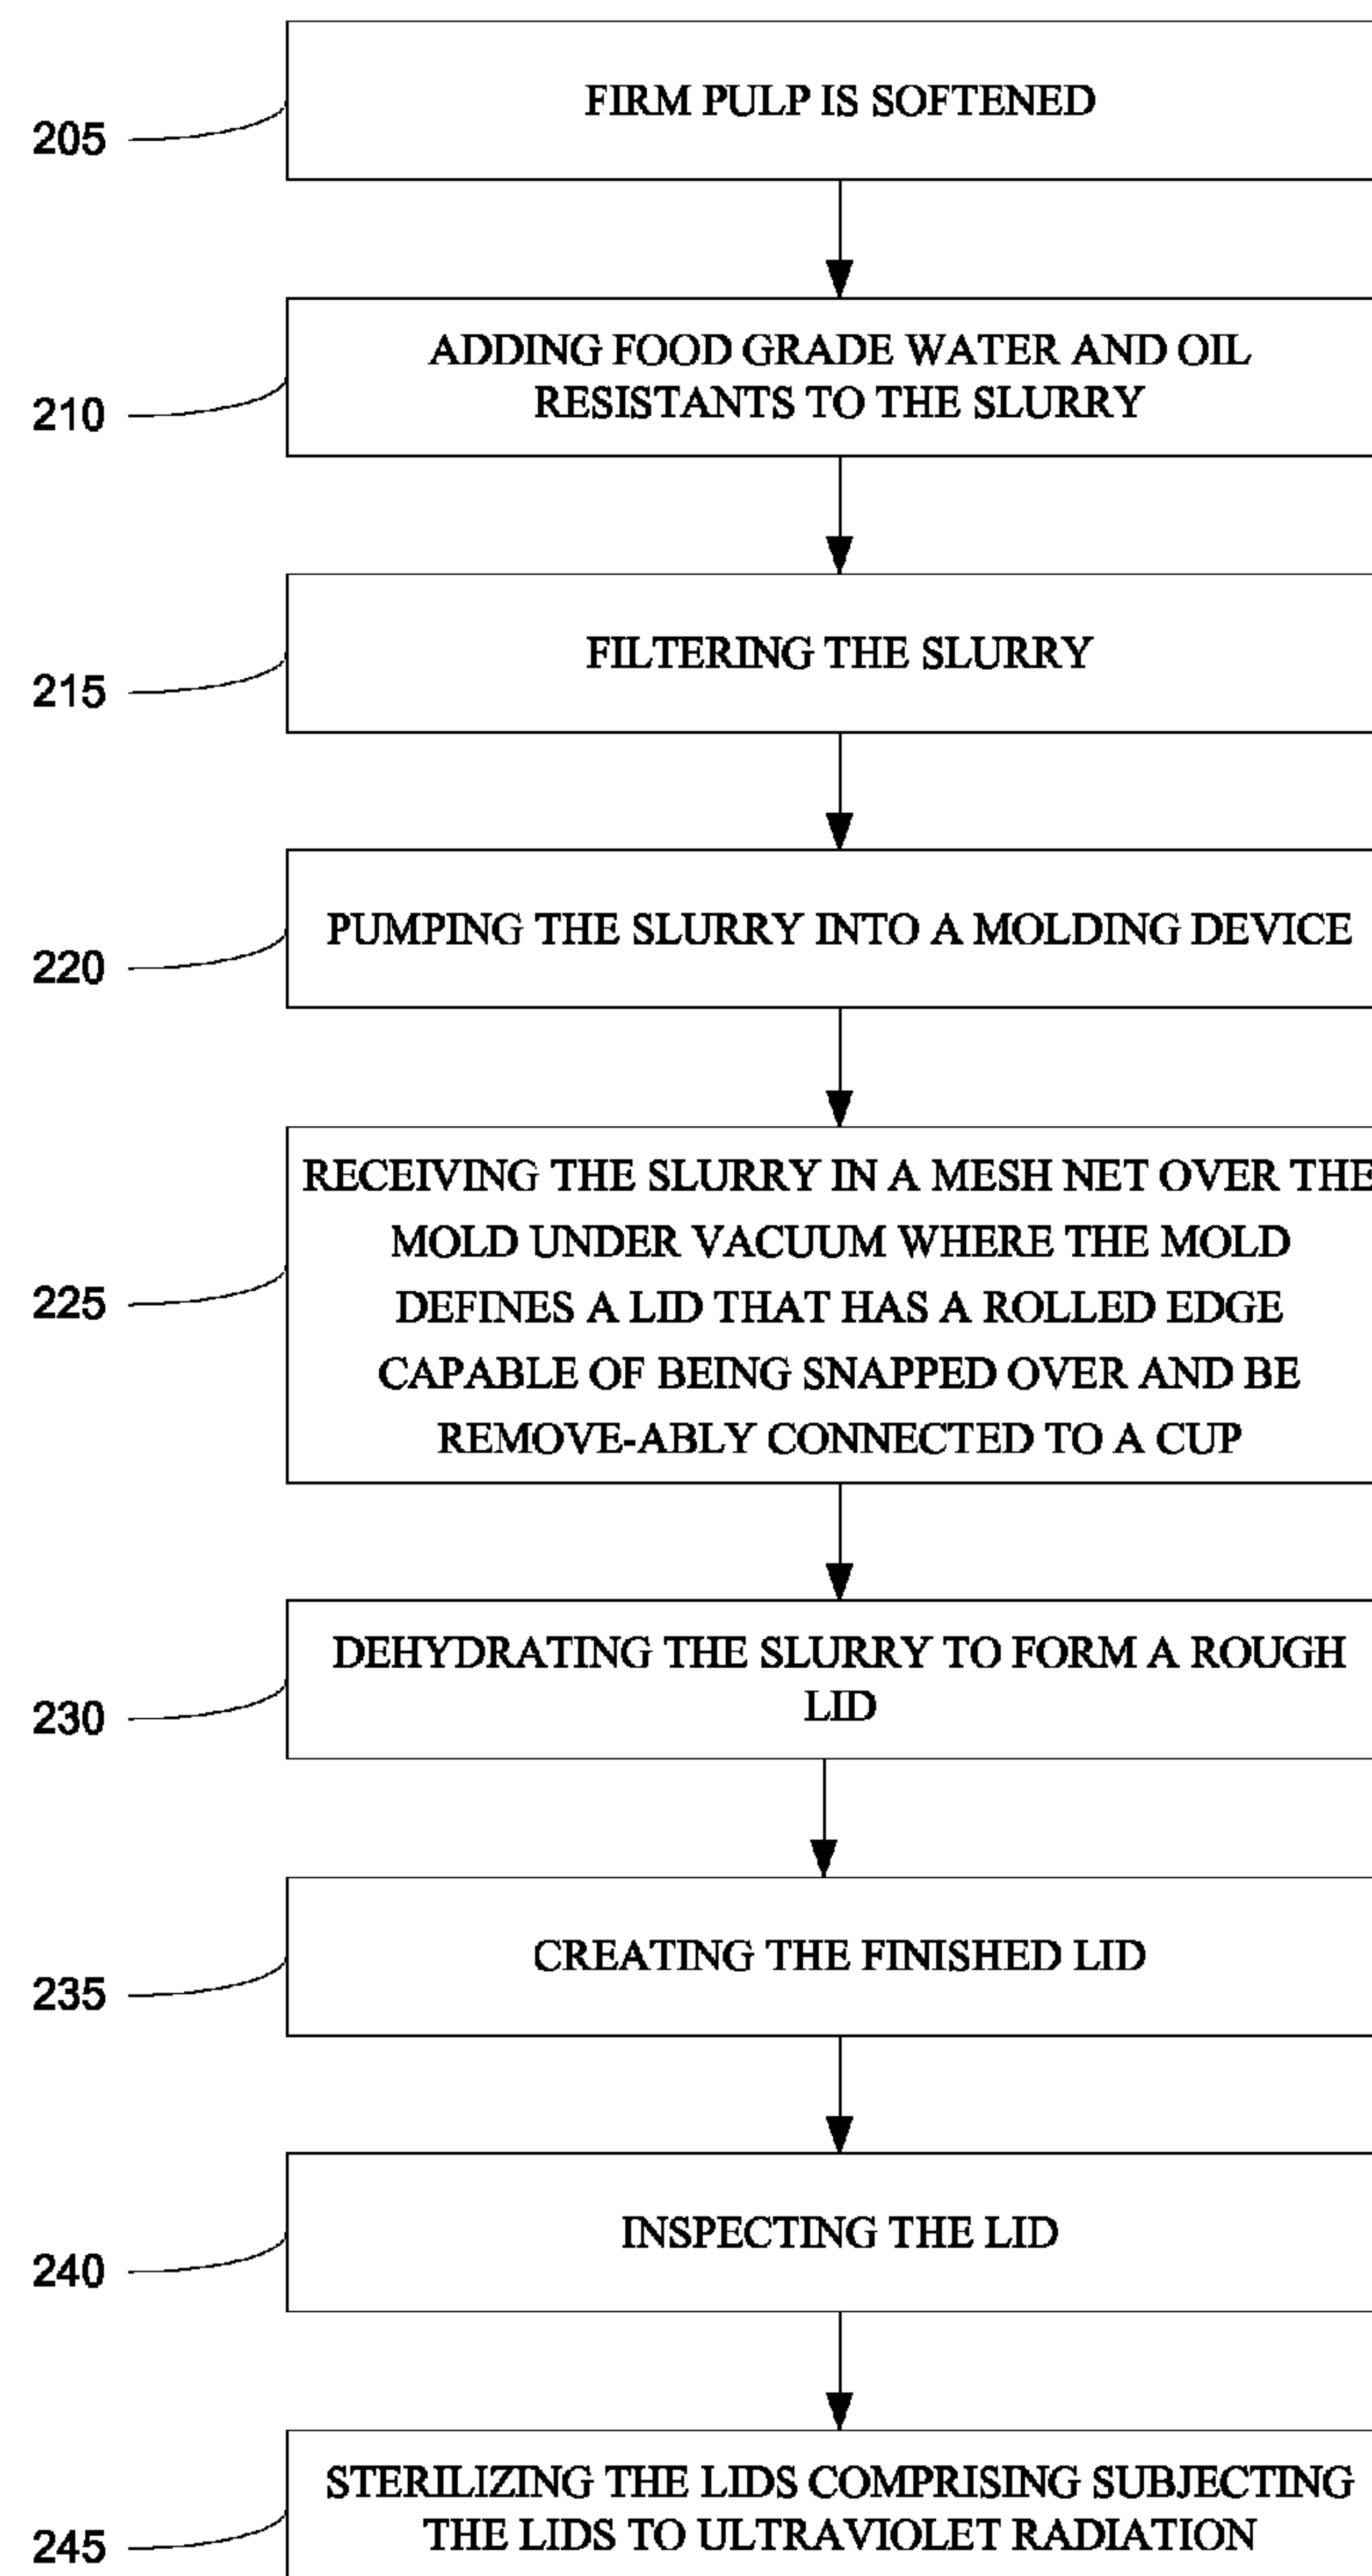 FIRM PULP IS SOFTENED
205
ADDING FOOD GRADE WATER AND OIL
RESISTANTS TO THE SLURRY
210
FILTERING THE SLURRY
215
PUMPING THE SLURRY INTO A MOLDING DEVICE
220
RECEIVING THE SLURRY IN A MESH NET OVER THE
MOLD UNDER VACUUM WHERE THE MOLD
DEFINES A LID THAT HAS A ROLLED EDGE
CAPABLE OF BEING SNAPPED OVER AND BE
REMOVE-ABLY CONNECTED TO A CUP
225
DEHYDRATING THE SLURRY TO FORM A ROUGH
LID
230
CREATING THE FINISHED LID
235
INSPECTING THE LID
240
STERILIZING THE LIDS COMPRISING SUBJECTING
THE LIDS TO ULTRAVIOLET RADIATION
245